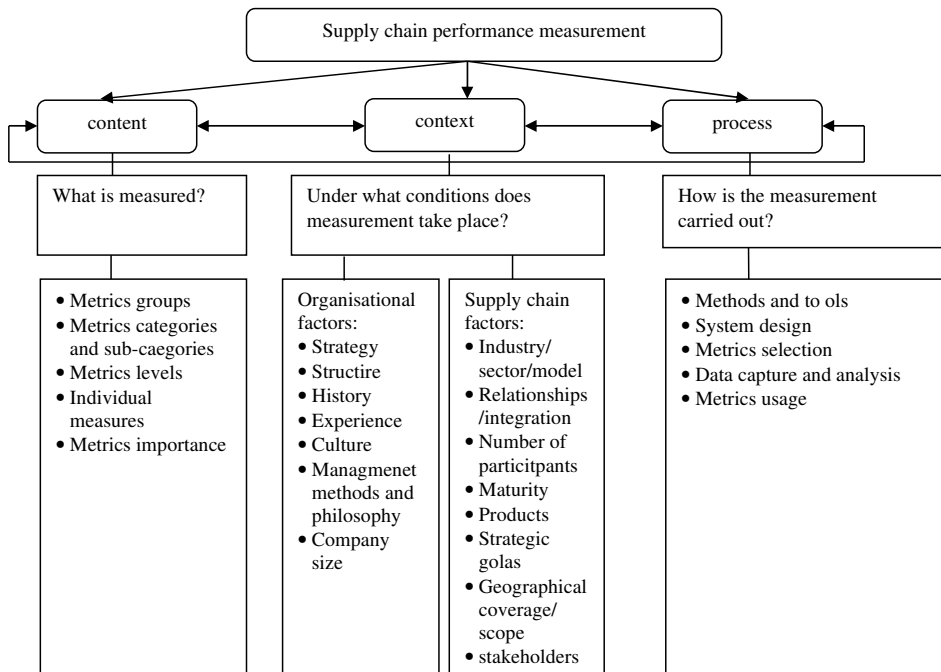 Supply chain performance measurement
content
context
process
What is measured?
Under what conditions does
measurement take place?
How is the measurement
carried out?
• Metrics groups
• Metrics categories
and sub-caegories
• Metrics levels
• Individual
measures
• Metrics importance
Organisational
factors:
• Strategy
• Structire
• History
• Experience
• Culture
• Managmenet
methods and
philosophy
• Company
size
Supply chain
factors:
• Industry/
sector/model
• Relationships
/integration
• Number of
particitpants
• Maturity
• Products
• Strategic
golas
• Geographical
coverage/
scope
• stakeholders
• Methods and to ols
• System design
• Metrics selection
• Data capture and analysis
• Metrics usage